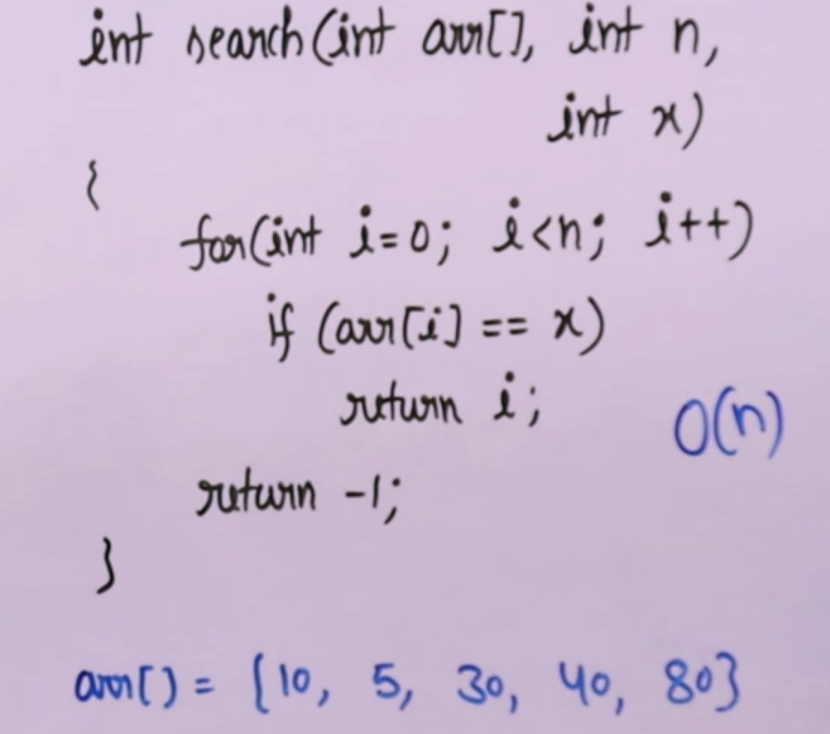 int search(int arr[], int n,
int x)
{
for(int i=0; i<n; i++)
if (arr[i] == x)
return i;
O(n)
return -1;
}
arr[] = {10, 5, 30, 40, 80}